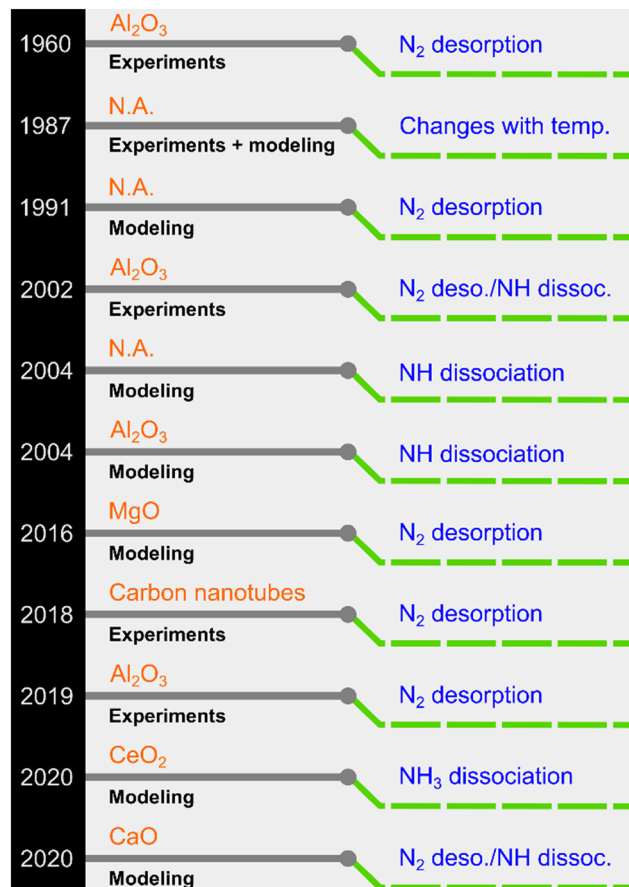 Al₂O₃
1960
N₂ desorption
Experiments
N.A.
1987
Changes with temp.
Experiments + modeling
N.A.
1991
N₂ desorption
Modeling
Al₂O₃
2002
N₂ deso./NH dissoc.
Experiments
N.A.
2004
NH dissociation
Modeling
Al₂O₃
2004
NH dissociation
Modeling
MgO
2016
N₂ desorption
Modeling
Carbon nanotubes
2018
N₂ desorption
Experiments
Al₂O₃
2019
N₂ desorption
Experiments
CeO₂
2020
NH₃ dissociation
Modeling
CaO
2020
N₂ deso./NH dissoc.
Modeling